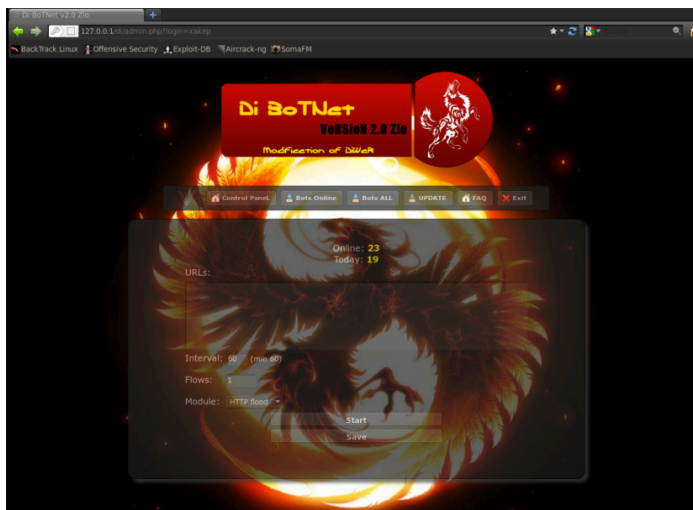 Di BoTNet v2.0 Zlo
127.0.0.1/di/admin.php?login=xakep
BackTrack Linux Offensive Security Exploit-DB Aircrack-ng SomaFM
Di BoTNet
VeRSIoN 2.0 Zlo
Modification of DiWeR
Control PaneL Bots Online Bots ALL UPDATE FAQ Exit
Online: 23
Today: 19
URLs:
Interval: 60 (min 60)
Flows: 1
Module: HTTP flood
Start
Save